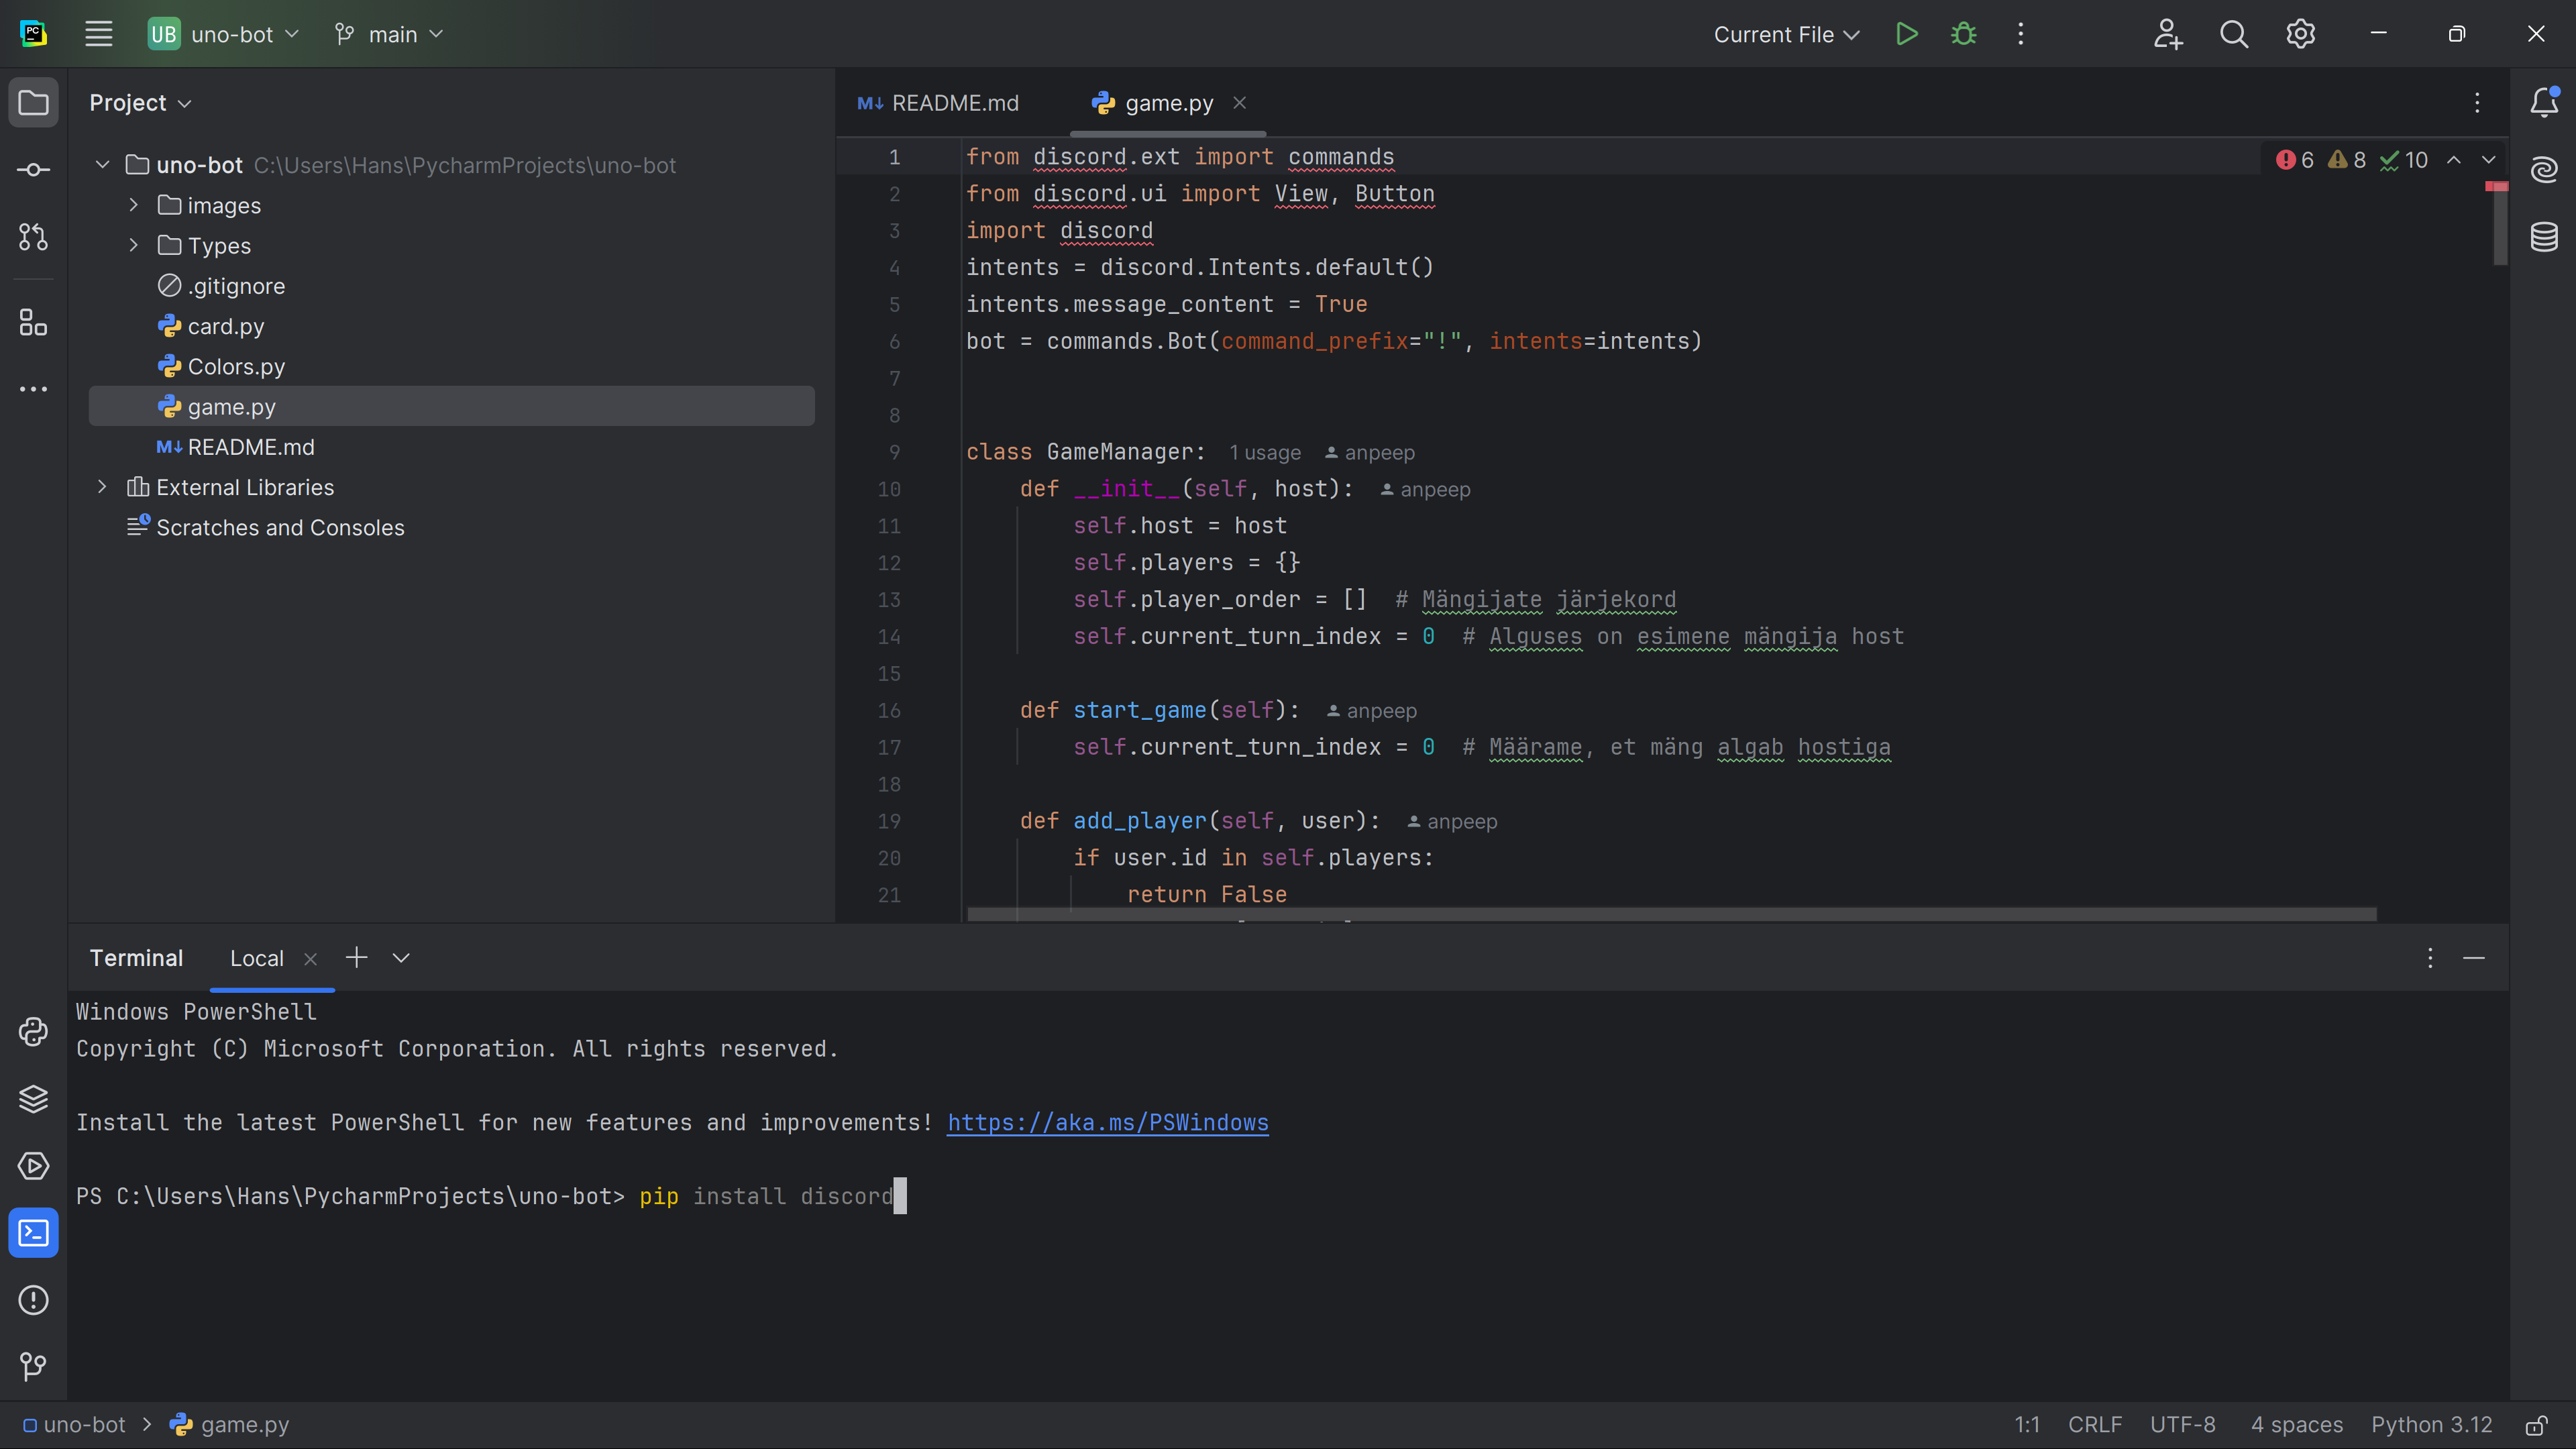 PC UB uno-bot main Current File
Project
README.md game.py
uno-bot C:\Users\Hans\PycharmProjects\uno-bot
images
Types
.gitignore
card.py
Colors.py
game.py
README.md
External Libraries
Scratches and Consoles
6 8 10
1 from discord.ext import commands
2 from discord.ui import View, Button
3 import discord
4 intents = discord.Intents.default()
5 intents.message_content = True
6 bot = commands.Bot(command_prefix="!", intents=intents)
7
8
9 class GameManager: 1 usage anpeep
10 def __init__(self, host): anpeep
11 self.host = host
12 self.players = {}
13 self.player_order = [] # Mängijate järjekord
14 self.current_turn_index = 0 # Alguses on esimene mängija host
15
16 def start_game(self): anpeep
17 self.current_turn_index = 0 # Määrame, et mäng algab hostiga
18
19 def add_player(self, user): anpeep
20 if user.id in self.players:
21 return False
Terminal Local
Windows PowerShell
Copyright (C) Microsoft Corporation. All rights reserved.
Install the latest PowerShell for new features and improvements! https://aka.ms/PSWindows
PS C:\Users\Hans\PycharmProjects\uno-bot> pip install discord
uno-bot > game.py 1:1 CRLF UTF-8 4 spaces Python 3.12